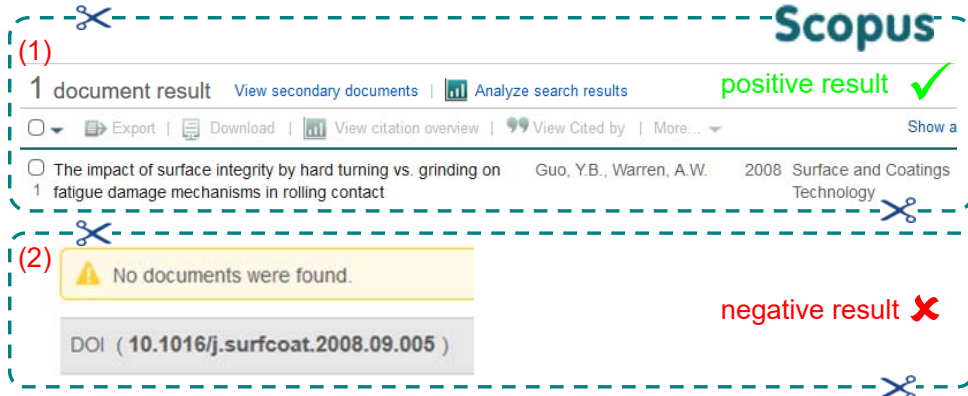 Scopus
(1)
1 document result View secondary documents | Analyze search results
positive result
Export | Download | View citation overview | View Cited by | More...
Show a
The impact of surface integrity by hard turning vs. grinding on Guo, Y.B., Warren, A.W. 2008 Surface and Coatings
1 fatigue damage mechanisms in rolling contact Technology
(2)
No documents were found.
negative result
DOI ( 10.1016/j.surfcoat.2008.09.005 )